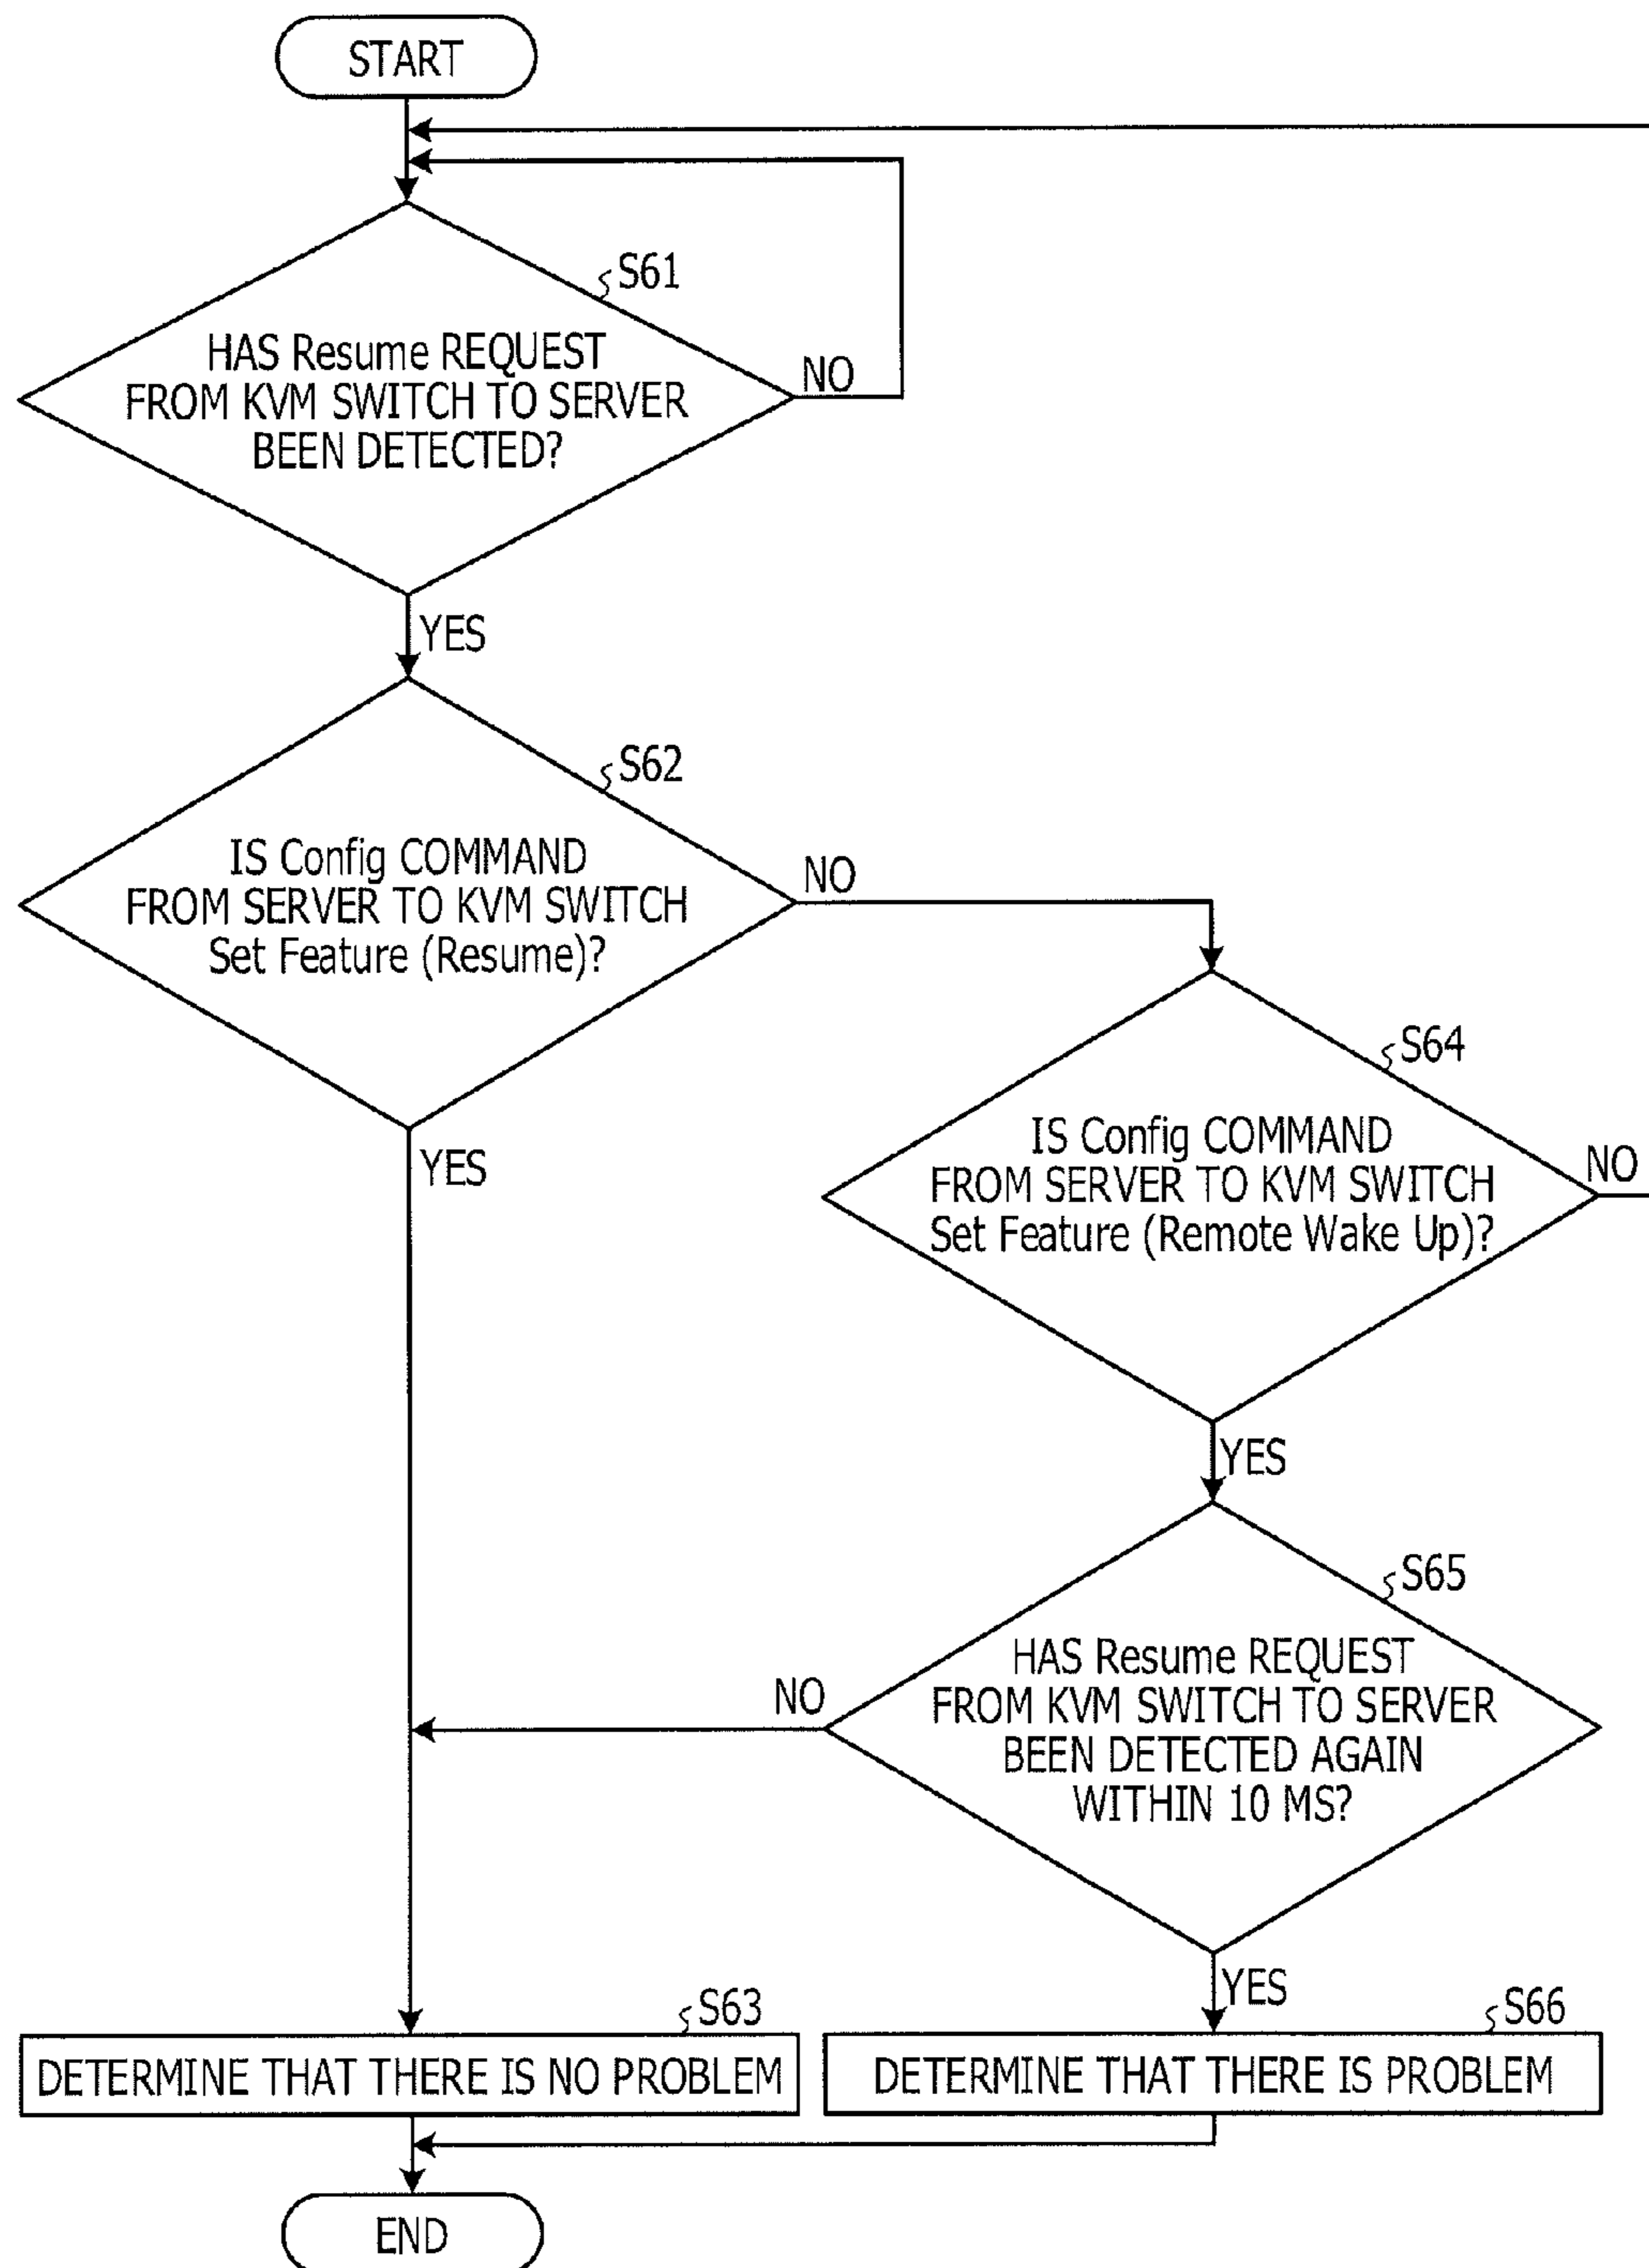 START
S61
HAS Resume REQUEST
FROM KVM SWITCH TO SERVER
BEEN DETECTED?
NO
YES
S62
IS Config COMMAND
FROM SERVER TO KVM SWITCH
Set Feature (Resume)?
NO
YES
S64
IS Config COMMAND
FROM SERVER TO KVM SWITCH
Set Feature (Remote Wake Up)?
NO
YES
S65
HAS Resume REQUEST
FROM KVM SWITCH TO SERVER
BEEN DETECTED AGAIN
WITHIN 10 MS?
NO
YES
S63
DETERMINE THAT THERE IS NO PROBLEM
S66
DETERMINE THAT THERE IS PROBLEM
END